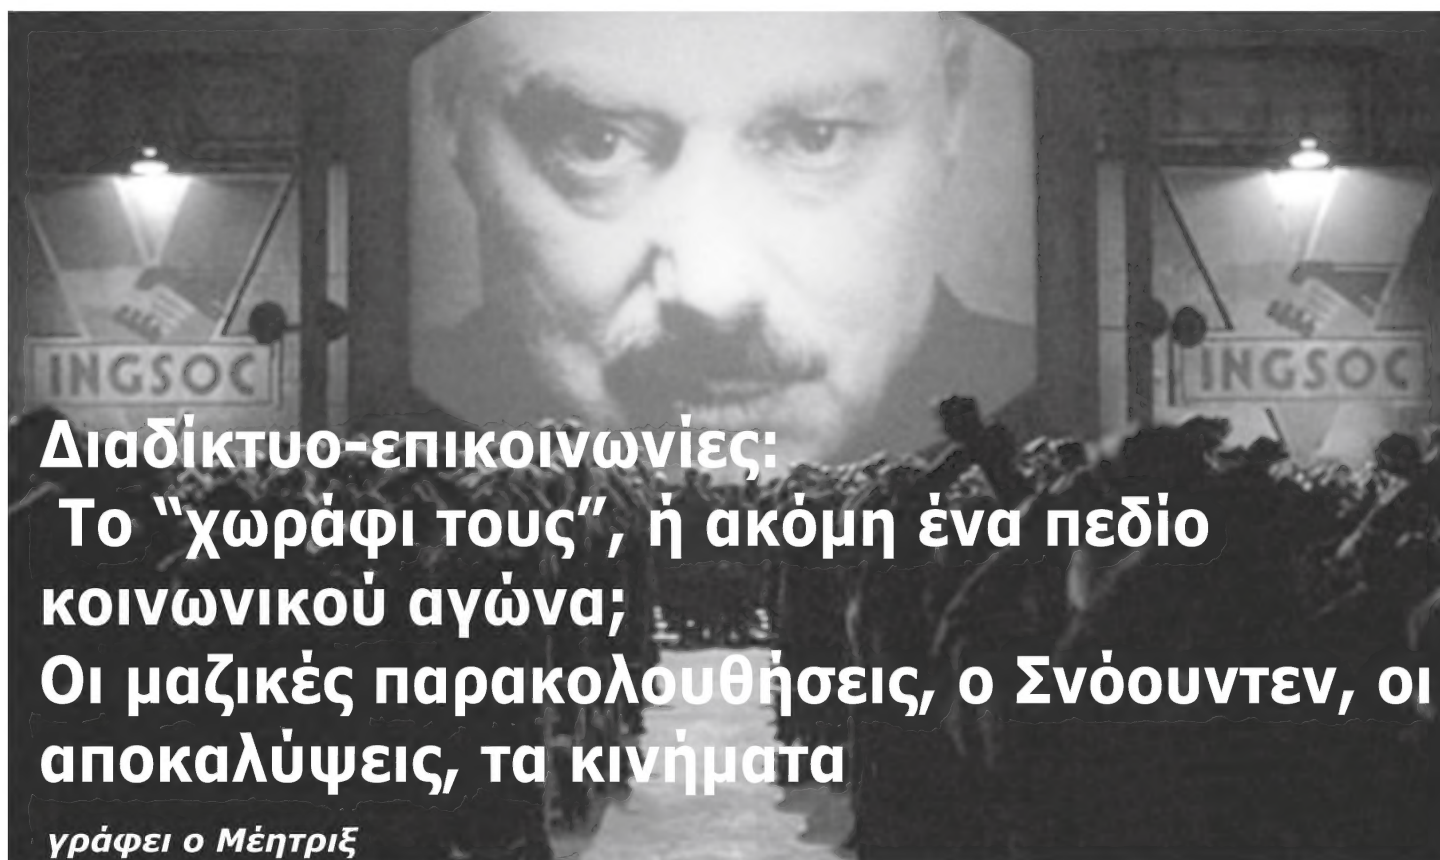 INGSOC
INGSOC
Διαδίκτυο-επικοινωνίες:
Το “χωράφι τους”, ή ακόμη ένα πεδίο
κοινωνικού αγώνα;
Οι μαζικές παρακολουθήσεις, ο Σνόουντεν, οι
αποκαλύψεις, τα κινήματα
γράφει ο Μέητριξ